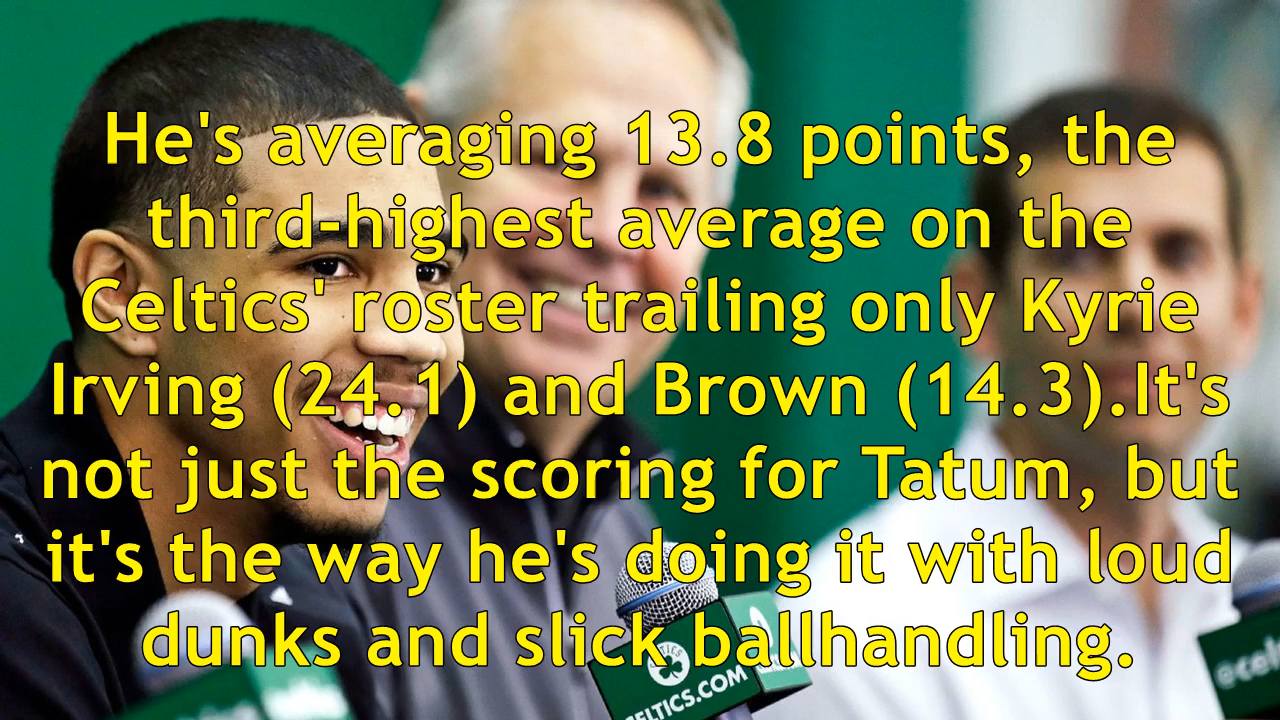 He's averaging 13.8 points, the
third-highest average on the
Celtics' roster trailing only Kyrie
Irving (24.1) and Brown (14.3).It's
not just the scoring for Tatum, but
it's the way he's doing it with loud
dunks and slick ballhandling.
CELTICS
CELTICS.COM